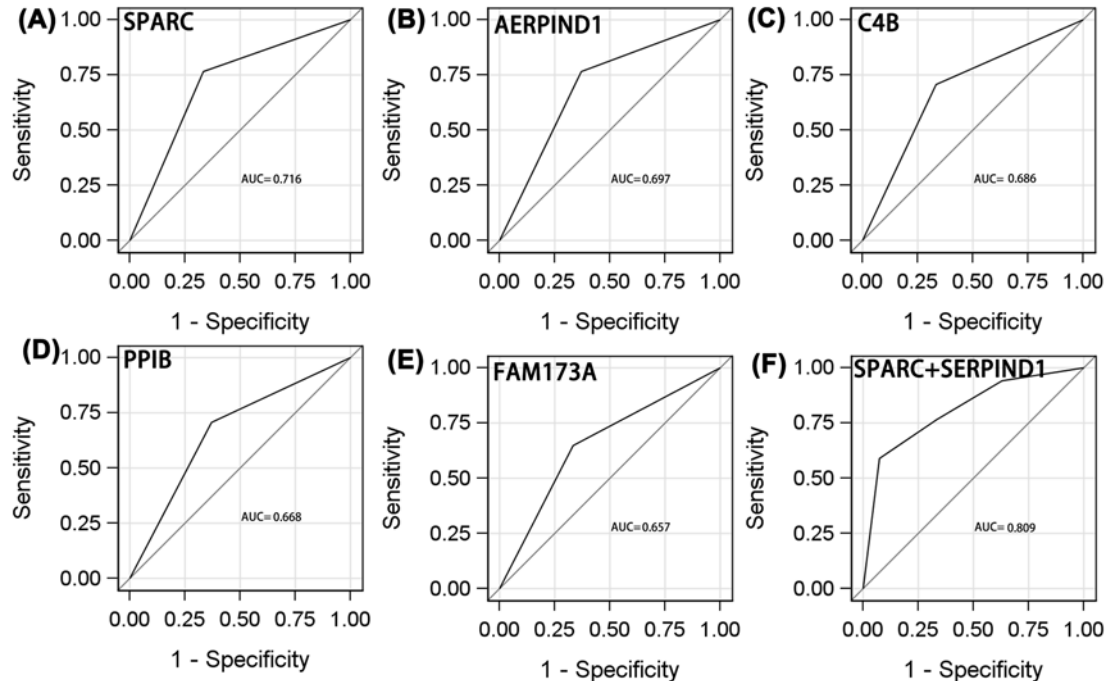 (A) SPARC
1.00
0.75
0.50
0.25
0.00
Sensitivity
AUC= 0.716
0.00 0.25 0.50 0.75 1.00
1 - Specificity
(B) AERPIND1
1.00
0.75
0.50
0.25
0.00
Sensitivity
AUC= 0.697
0.00 0.25 0.50 0.75 1.00
1 - Specificity
(C) C4B
1.00
0.75
0.50
0.25
0.00
Sensitivity
AUC= 0.686
0.00 0.25 0.50 0.75 1.00
1 - Specificity
(D) PPIB
1.00
0.75
0.50
0.25
0.00
Sensitivity
AUC= 0.668
0.00 0.25 0.50 0.75 1.00
1 - Specificity
(E) FAM173A
1.00
0.75
0.50
0.25
0.00
Sensitivity
AUC= 0.657
0.00 0.25 0.50 0.75 1.00
1 - Specificity
(F) SPARC+SERPIND1
1.00
0.75
0.50
0.25
0.00
Sensitivity
AUC= 0.809
0.00 0.25 0.50 0.75 1.00
1 - Specificity